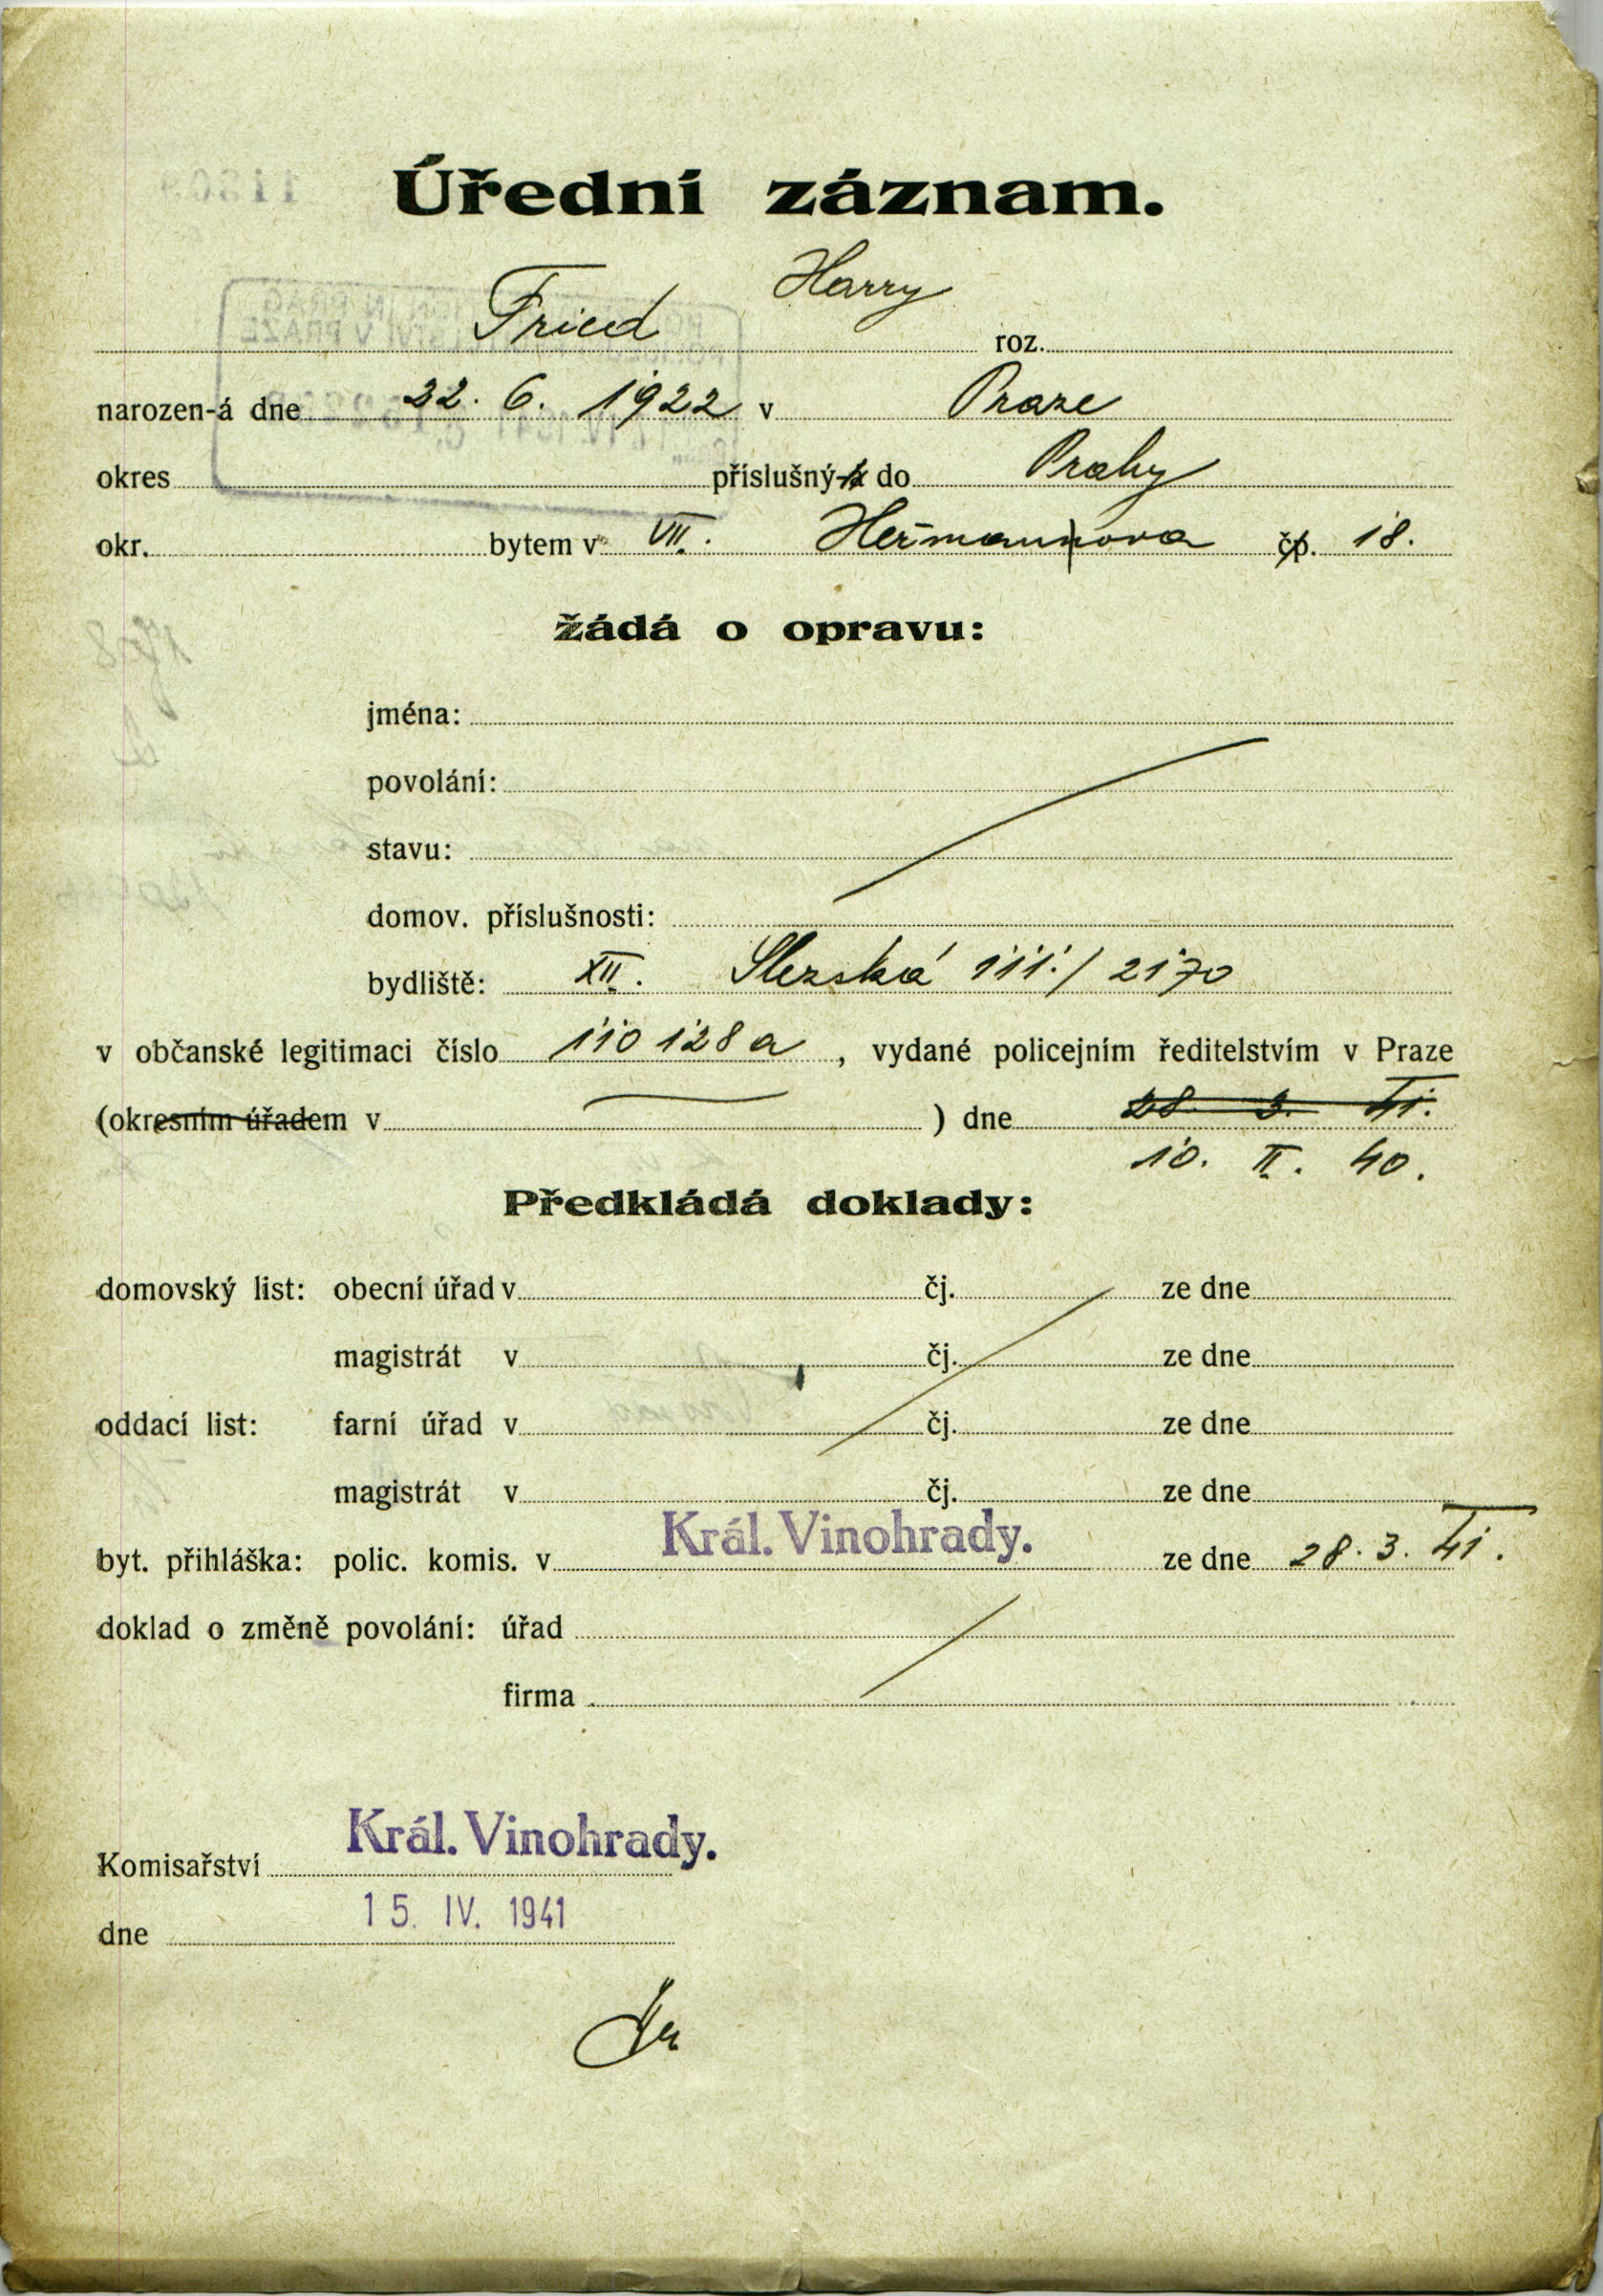 Úřední záznam.
Fried Harry roz.
narozen-á dne 22. 6. 1922 v Praze
okres příslušný-á do Prahy
okr. bytem v VII. Heřmannova čp. 18.
žádá o opravu:
jména:
povolání:
stavu:
domov. příslušnosti:
bydliště: XII. Slezská 111./2170
v občanské legitimaci číslo 110128a, vydané policejním ředitelstvím v Praze
(okresním úřadem v ) dne 28. 3. 41.
10. II. 40.
Předkládá doklady:
domovský list: obecní úřad v čj. ze dne
magistrát v čj. ze dne
oddací list: farní úřad v čj. ze dne
magistrát v čj. ze dne
byt. přihláška: polic. komis. v Král. Vinohrady. ze dne 28. 3. 41.
doklad o změně povolání: úřad
firma
Komisařství Král. Vinohrady.
dne 15. IV. 1941